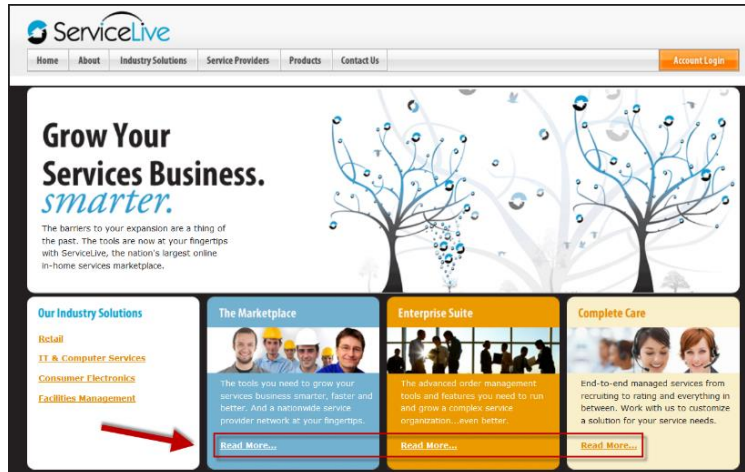 ServiceLive
Home About Industry Solutions Service Providers Products Contact Us Account Login
Grow Your
Services Business.
smarter.
The barriers to your expansion are a thing of
the past. The tools are now at your fingertips
with ServiceLive, the nation's largest online
in-home services marketplace.
Our Industry Solutions
Retail
IT & Computer Services
Consumer Electronics
Facilities Management
The Marketplace
The tools you need to grow your
services business smarter, faster and
better. And a nationwide service
provider network at your fingertips.
Read More...
Enterprise Suite
The advanced order management
tools and features you need to run
and grow a complex service
organization...even better.
Read More...
Complete Care
End-to-end managed services from
recruiting to rating and everything in
between. Work with us to customize
a solution for your service needs.
Read More...